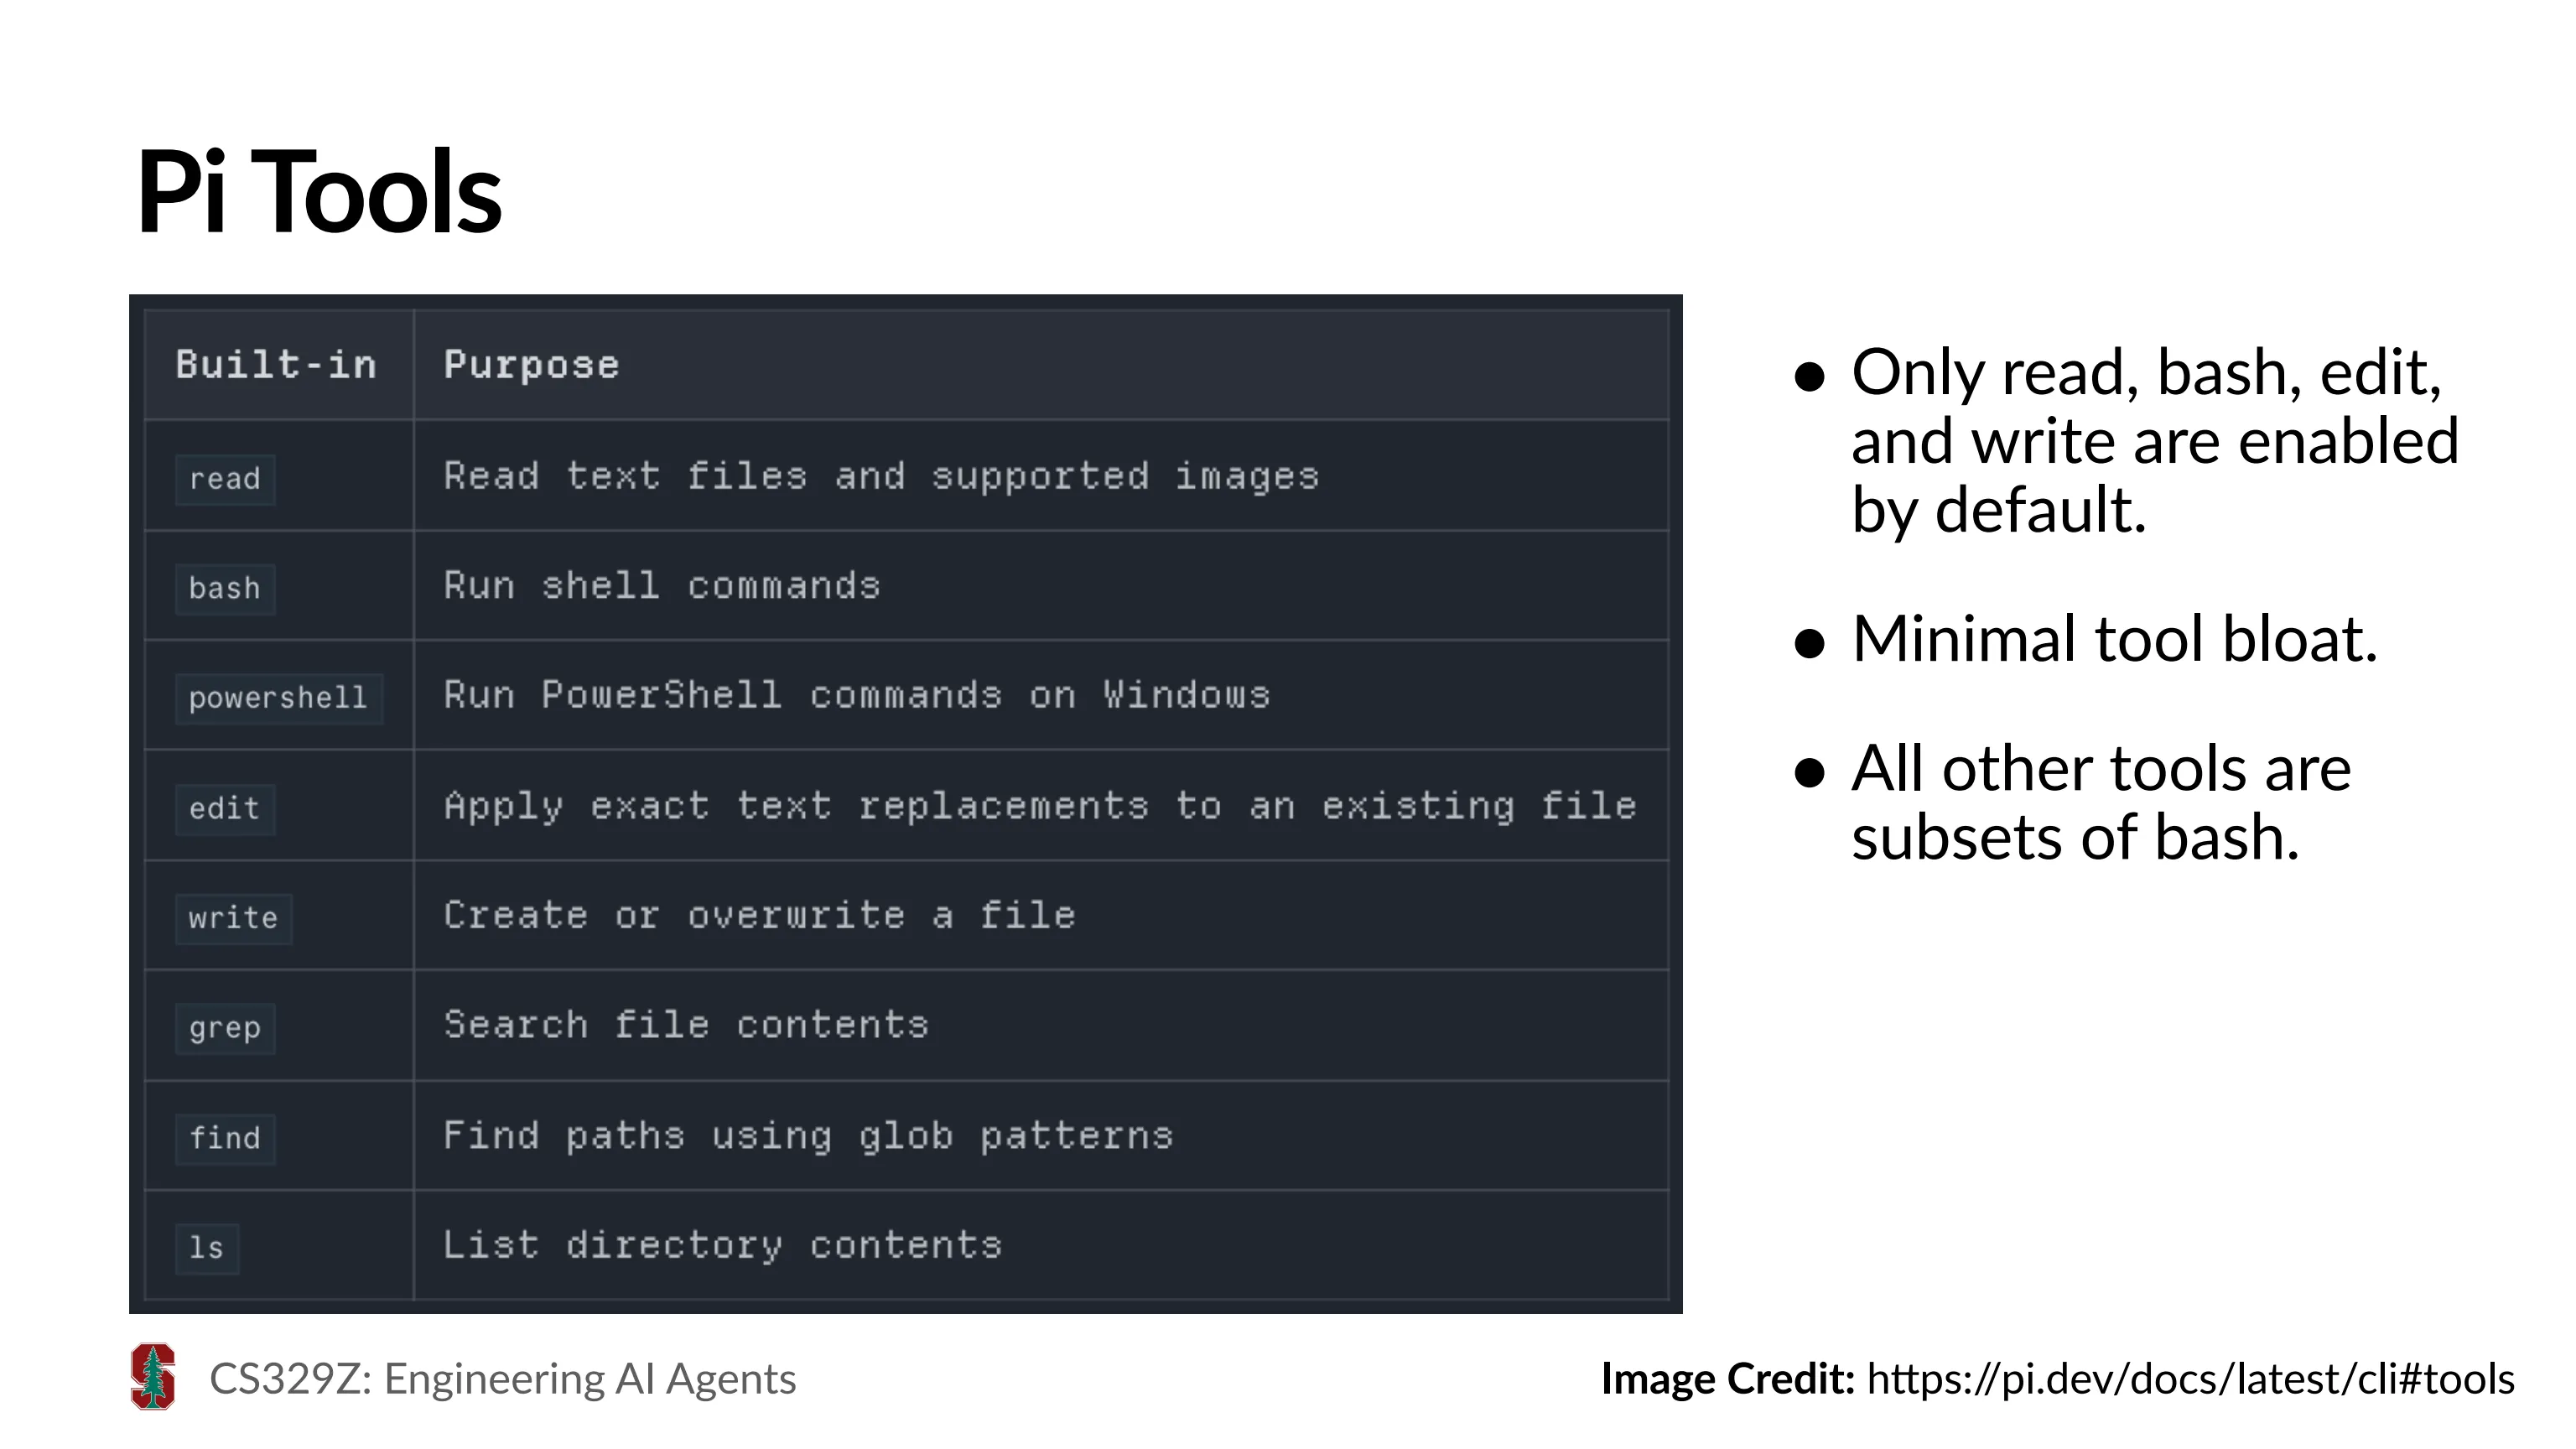 Pi Tools
Built-in Purpose
read Read text files and supported images
bash Run shell commands
powershell Run PowerShell commands on Windows
edit Apply exact text replacements to an existing file
write Create or overwrite a file
grep Search file contents
find Find paths using glob patterns
ls List directory contents
• Only read, bash, edit,
and write are enabled
by default.
• Minimal tool bloat.
• All other tools are
subsets of bash.
CS329Z: Engineering AI Agents
Image Credit: https://pi.dev/docs/latest/cli#tools